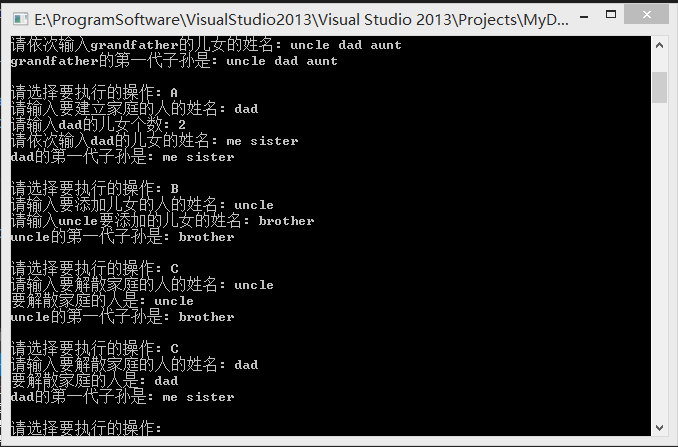 E:\ProgramSoftware\VisualStudio2013\Visual Studio 2013\Projects\MyD...
请依次输入grandfather的儿女的姓名: uncle dad aunt
grandfather的第一代子孙是: uncle dad aunt
请选择要执行的操作: A
请输入要建立家庭的人的姓名: dad
请输入dad的儿女个数: 2
请依次输入dad的儿女的姓名: me sister
dad的第一代子孙是: me sister
请选择要执行的操作: B
请输入要添加儿女的人的姓名: uncle
请输入uncle要添加的儿女的姓名: brother
uncle的第一代子孙是: brother
请选择要执行的操作: C
请输入要解散家庭的人的姓名: uncle
要解散家庭的人是: uncle
uncle的第一代子孙是: brother
请选择要执行的操作: C
请输入要解散家庭的人的姓名: dad
要解散家庭的人是: dad
dad的第一代子孙是: me sister
请选择要执行的操作: